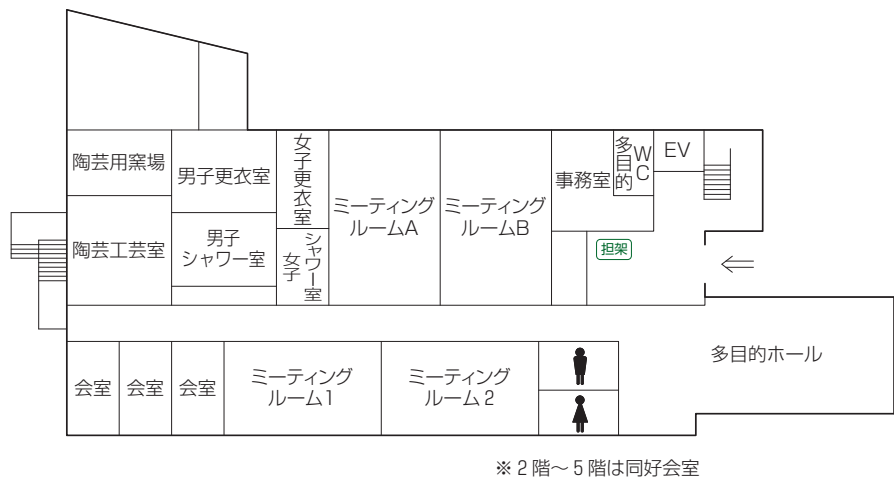 陶芸用窯場
男子更衣室
女子更衣室
ミーティング
ルームA
ミーティング
ルームB
事務室
多目的
WC
EV
陶芸工芸室
男子
シャワー室
女子
シャワー室
担架
多目的ホール
会室
会室
会室
ミーティング
ルーム1
ミーティング
ルーム2
※2階〜5階は同好会室